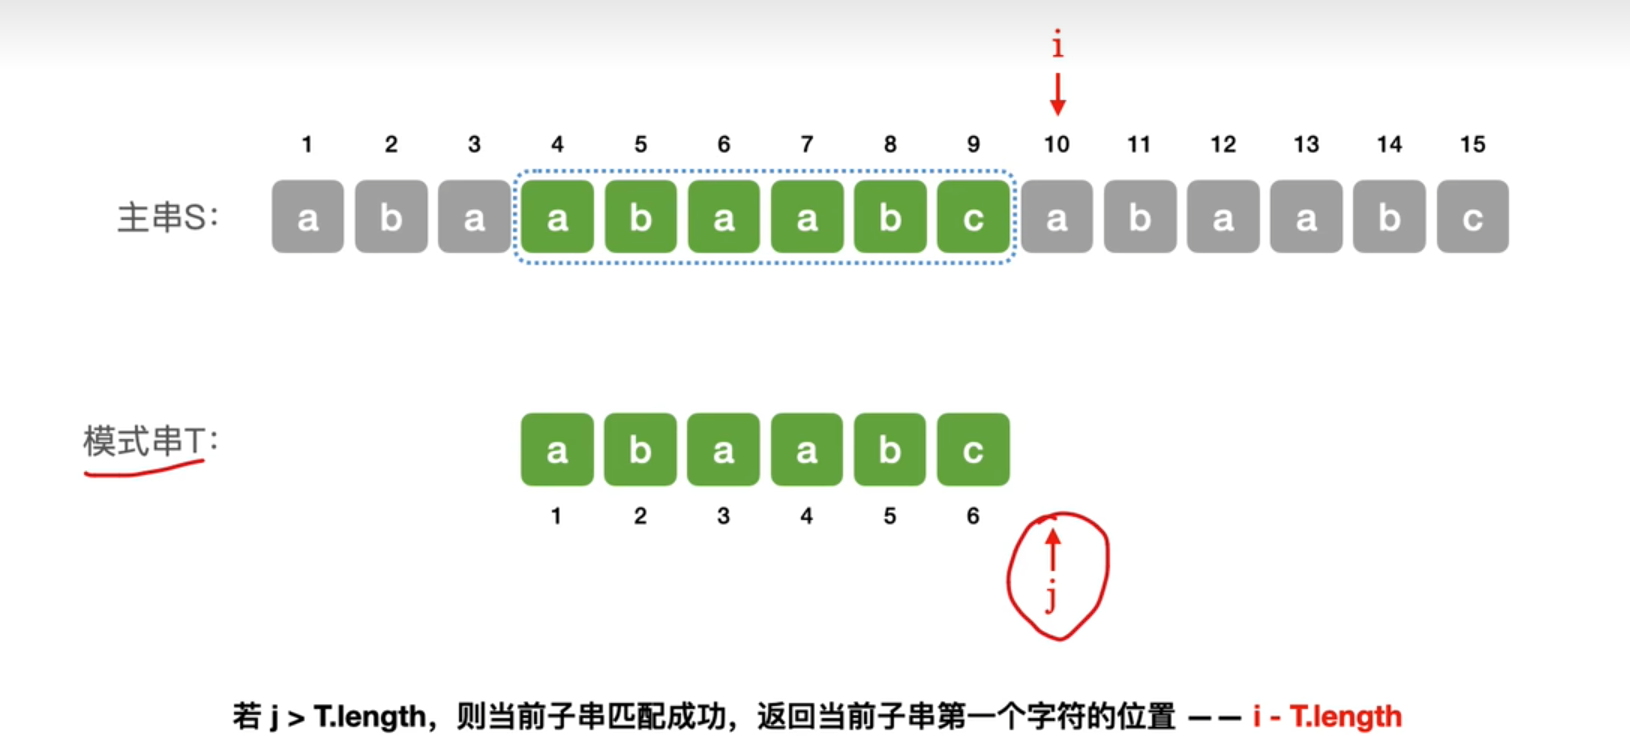 i
1 2 3 4 5 6 7 8 9 10 11 12 13 14 15
主串S： a b a a b a a b c a b a a b c
模式串T： a b a a b c
1 2 3 4 5 6
j
若 j > T.length，则当前子串匹配成功，返回当前子串第一个字符的位置 —— i - T.length